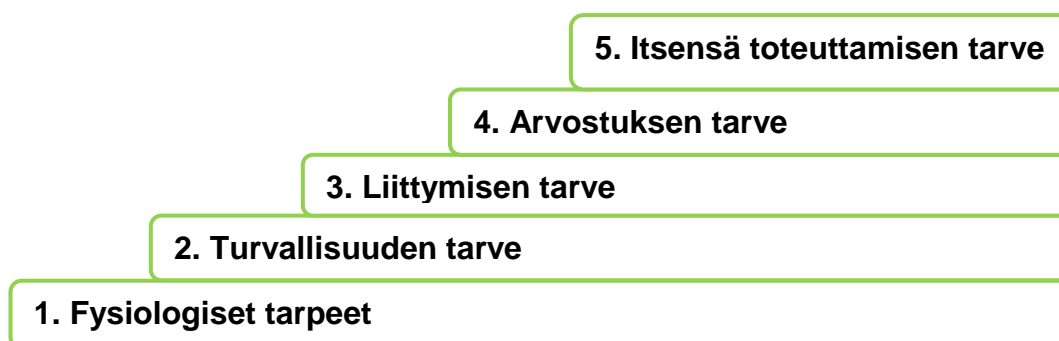 5. Itsensä toteuttamisen tarve
4. Arvostuksen tarve
3. Liittymisen tarve
2. Turvallisuuden tarve
1. Fysiologiset tarpeet